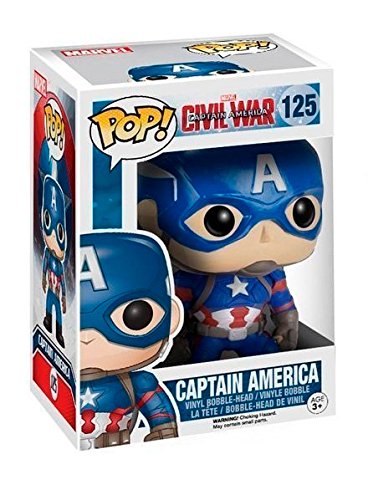 MARVEL
POP!
MARVEL
CAPTAIN AMERICA
CIVIL WAR
125
A
A
CAPTAIN AMERICA
CAPTAIN AMERICA
VINYL BOBBLE-HEAD / VINYLE BOBBLE
LA TÊTE / BOBBLE-HEAD DE VINIL
WARNING! Choking Hazard.
May contain small parts.
AGE
3+